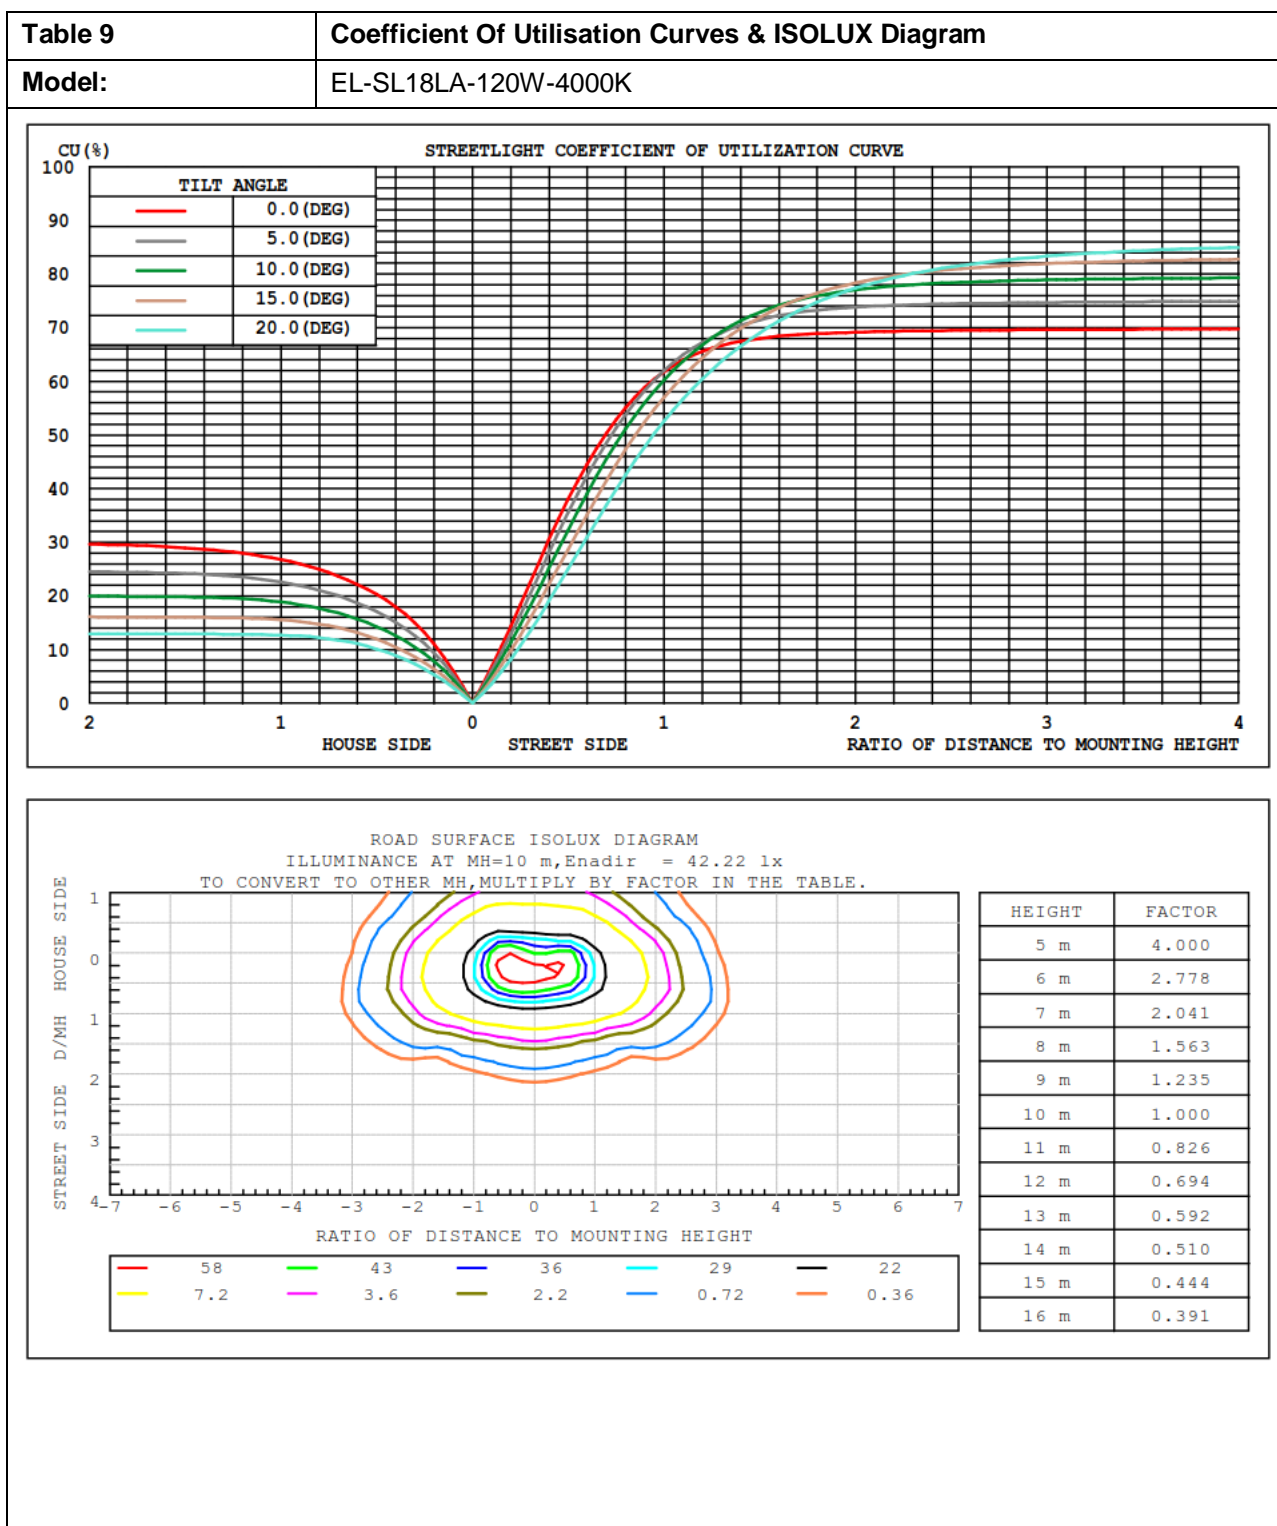 Table 9 Coefficient Of Utilisation Curves & ISOLUX Diagram
Model: EL-SL18LA-120W-4000K
CU(%) STREETLIGHT COEFFICIENT OF UTILIZATION CURVE
100
90
80
70
60
50
40
30
20
10
0
TILT ANGLE
0.0(DEG)
5.0(DEG)
10.0(DEG)
15.0(DEG)
20.0(DEG)
2 1 0 1 2 3 4
HOUSE SIDE STREET SIDE RATIO OF DISTANCE TO MOUNTING HEIGHT
ROAD SURFACE ISOLUX DIAGRAM
ILLUMINANCE AT MH=10 m,Enadir = 42.22 lx
TO CONVERT TO OTHER MH,MULTIPLY BY FACTOR IN THE TABLE.
STREET SIDE D/MH HOUSE SIDE
1
0
1
2
3
4
-7 -6 -5 -4 -3 -2 -1 0 1 2 3 4 5 6 7
RATIO OF DISTANCE TO MOUNTING HEIGHT
58 43 36 29 22
7.2 3.6 2.2 0.72 0.36
HEIGHT FACTOR
5 m 4.000
6 m 2.778
7 m 2.041
8 m 1.563
9 m 1.235
10 m 1.000
11 m 0.826
12 m 0.694
13 m 0.592
14 m 0.510
15 m 0.444
16 m 0.391